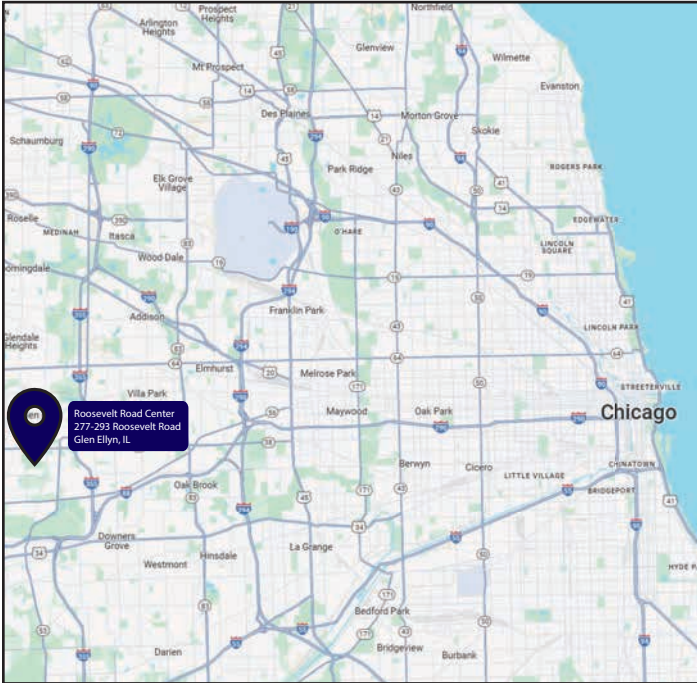 Prospect
Heights
Northfield
Arlington
Heights
Glenview
Wilmette
Mt Prospect
Evanston
Des Plaines
Morton Grove
Skokie
Schaumburg
Niles
Park Ridge
ROGERS PARK
Elk Grove
Village
Roselle
MEDINAH
Itasca
O'HARE
EDGEWATER
LINCOLN
SQUARE
Wood Dale
omingdale
Addison
Franklin Park
LINCOLN PARK
Glendale
Heights
Elmhurst
Melrose Park
STREETERVILLE
Villa Park
Maywood
Oak Park
Chicago
en
Roosevelt Road Center
277-293 Roosevelt Road
Glen Ellyn, IL
Berwyn
Cicero
LITTLE VILLAGE
CHINATOWN
BRIDGEPORT
Oak Brook
Downers
Grove
Westmont
Hinsdale
La Grange
HYDE P
Bedford Park
Bridgeview
Burbank
Darien